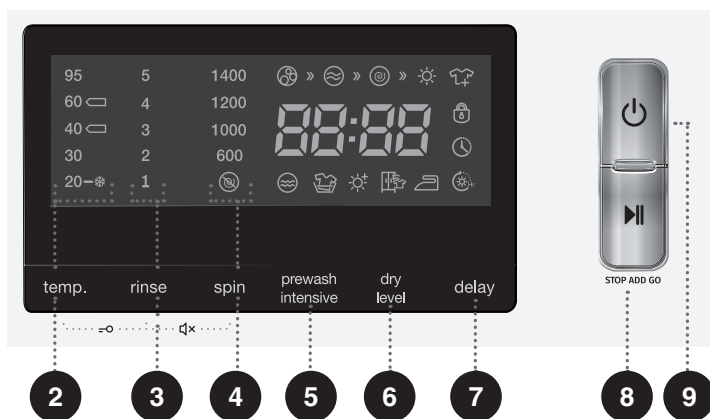 95 5 1400
60 4 1200
40 3 1000
30 2 600
20 1
88:88
temp. rinse spin prewash intensive dry level delay
STOP ADD GO
2 3 4 5 6 7 8 9